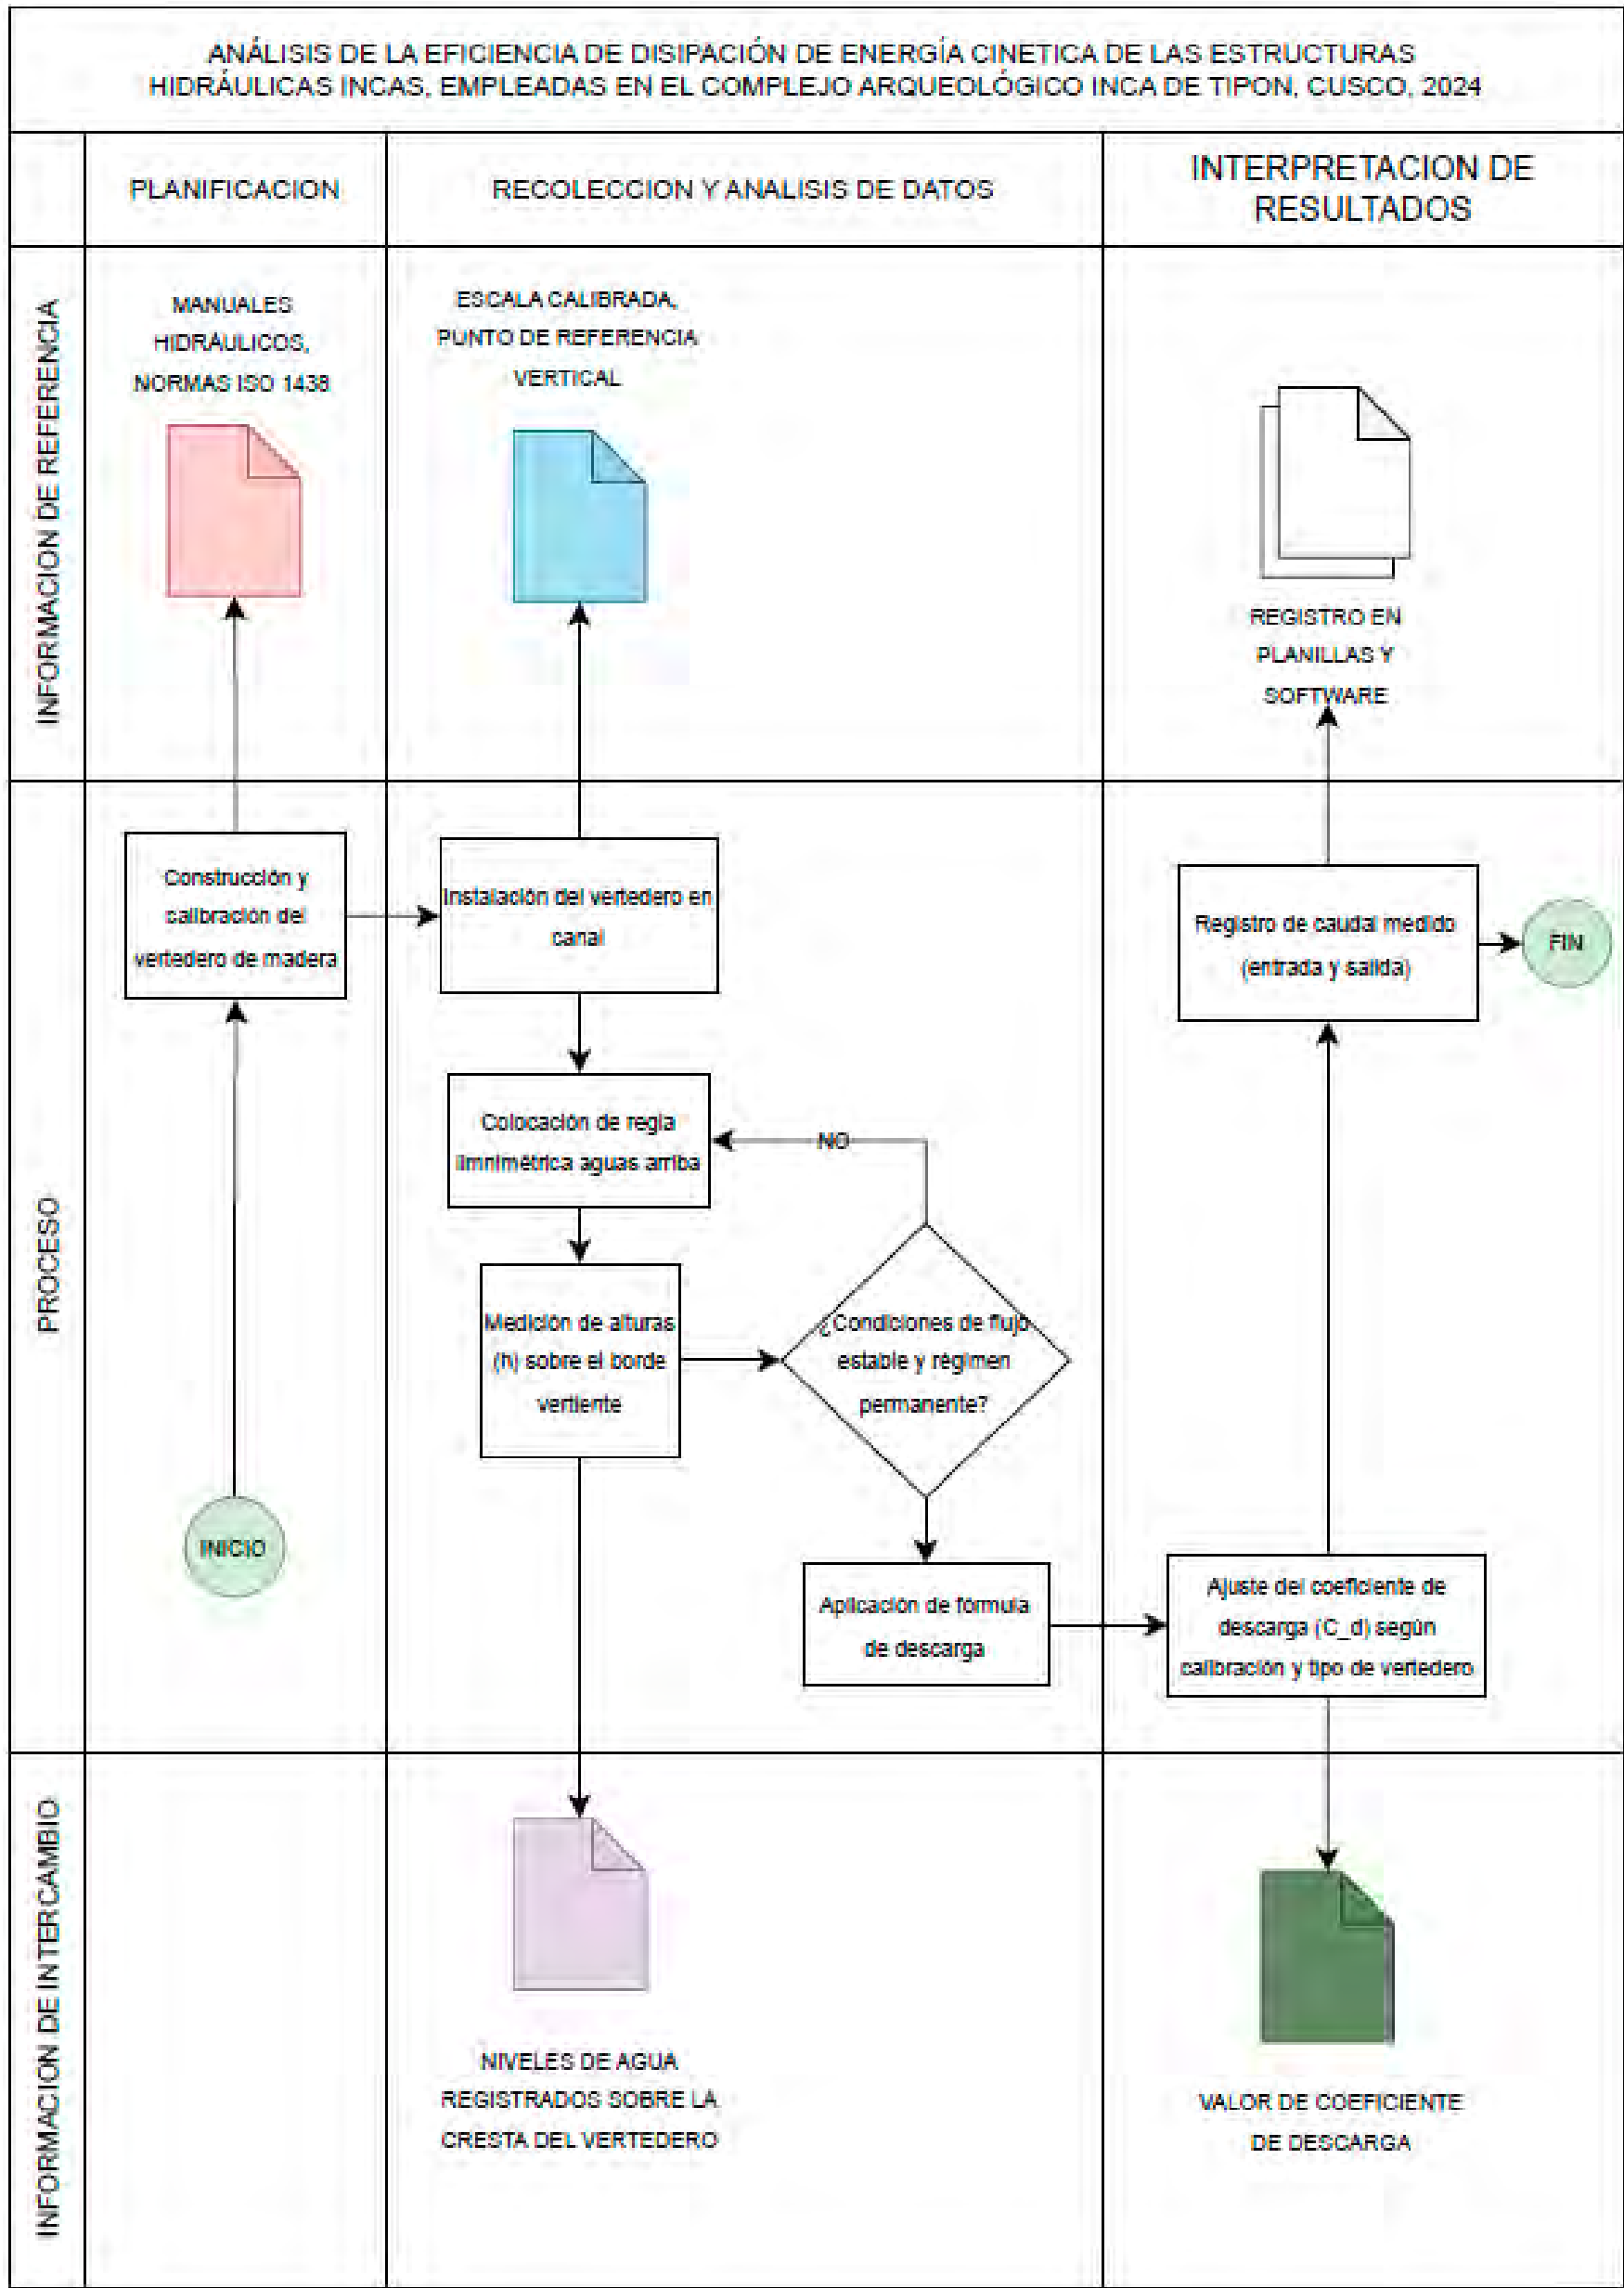 ANÁLISIS DE LA EFICIENCIA DE DISIPACIÓN DE ENERGÍA CINETICA DE LAS ESTRUCTURAS
HIDRÁULICAS INCAS, EMPLEADAS EN EL COMPLEJO ARQUEOLÓGICO INCA DE TIPON, CUSCO, 2024
PLANIFICACION
RECOLECCION Y ANALISIS DE DATOS
INTERPRETACION DE
RESULTADOS
INFORMACION DE REFERENCIA
MANUALES
HIDRÁULICOS,
NORMAS ISO 1438
ESCALA CALIBRADA,
PUNTO DE REFERENCIA
VERTICAL
REGISTRO EN
PLANILLAS Y
SOFTWARE
PROCESO
Construcción y
calibración del
vertedero de madera
INICIO
Instalación del vertedero en
canal
Colocación de regla
limnimétrica aguas arriba
NO
Medición de alturas
(h) sobre el borde
vertiente
¿Condiciones de flujo
estable y régimen
permanente?
Aplicación de fórmula
de descarga
Registro de caudal medido
(entrada y salida)
FIN
Ajuste del coeficiente de
descarga (C_d) según
calibración y tipo de vertedero
INFORMACION DE INTERCAMBIO
NIVELES DE AGUA
REGISTRADOS SOBRE LA
CRESTA DEL VERTEDERO
VALOR DE COEFICIENTE
DE DESCARGA